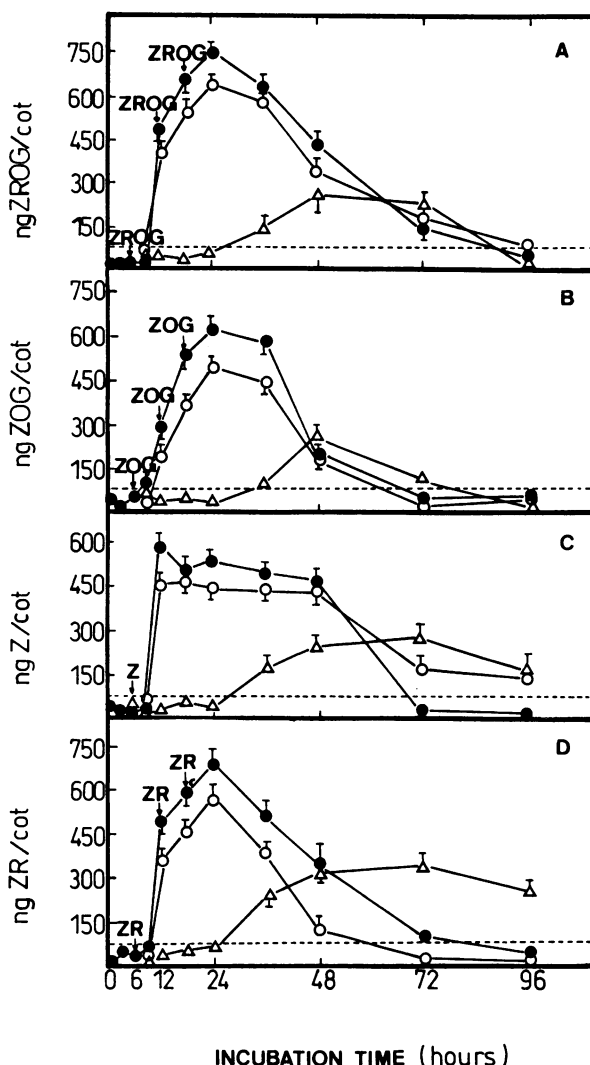 ng ZROG/cot
750
600
450
300
150
ZROG
ZROG
ZROG
A
ng ZOG/cot
750
600
450
300
150
ZOG
ZOG
ZOG
B
ng Z/cot
600
450
300
150
Z
C
ng ZR/cot
750
600
450
300
150
ZR
ZR
ZR
D
0 6 12 24 48 72 96
INCUBATION TIME (hours)